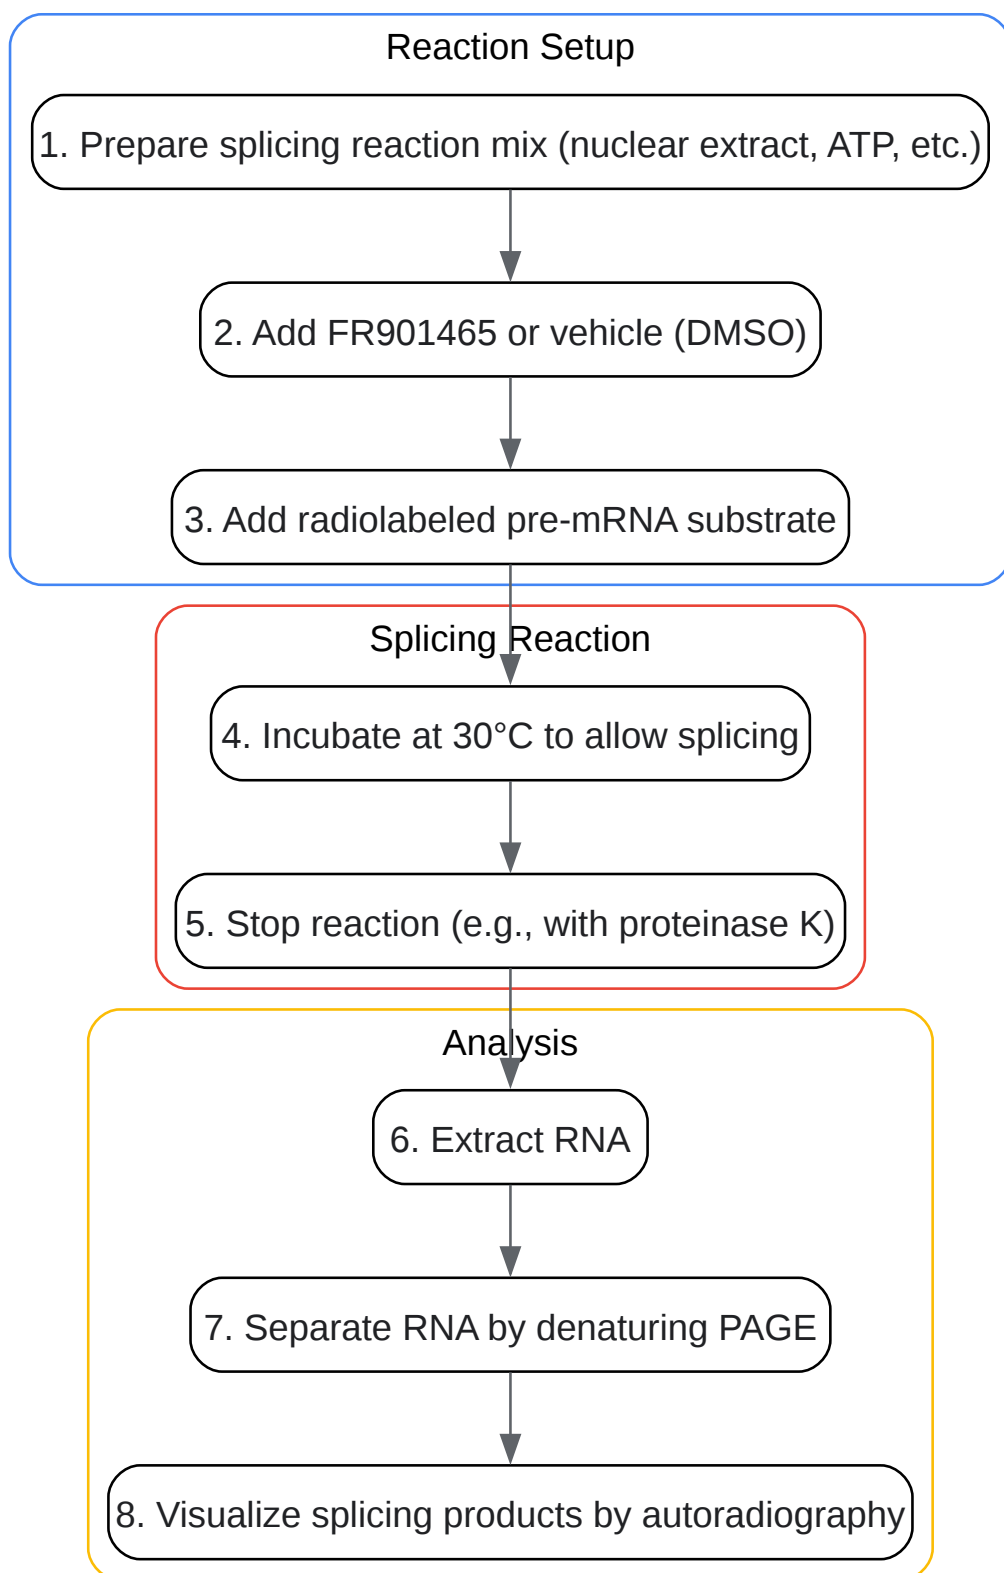 Reaction Setup
1. Prepare splicing reaction mix (nuclear extract, ATP, etc.)
2. Add FR901465 or vehicle (DMSO)
3. Add radiolabeled pre-mRNA substrate
Splicing Reaction
4. Incubate at 30°C to allow splicing
5. Stop reaction (e.g., with proteinase K)
Analysis
6. Extract RNA
7. Separate RNA by denaturing PAGE
8. Visualize splicing products by autoradiography